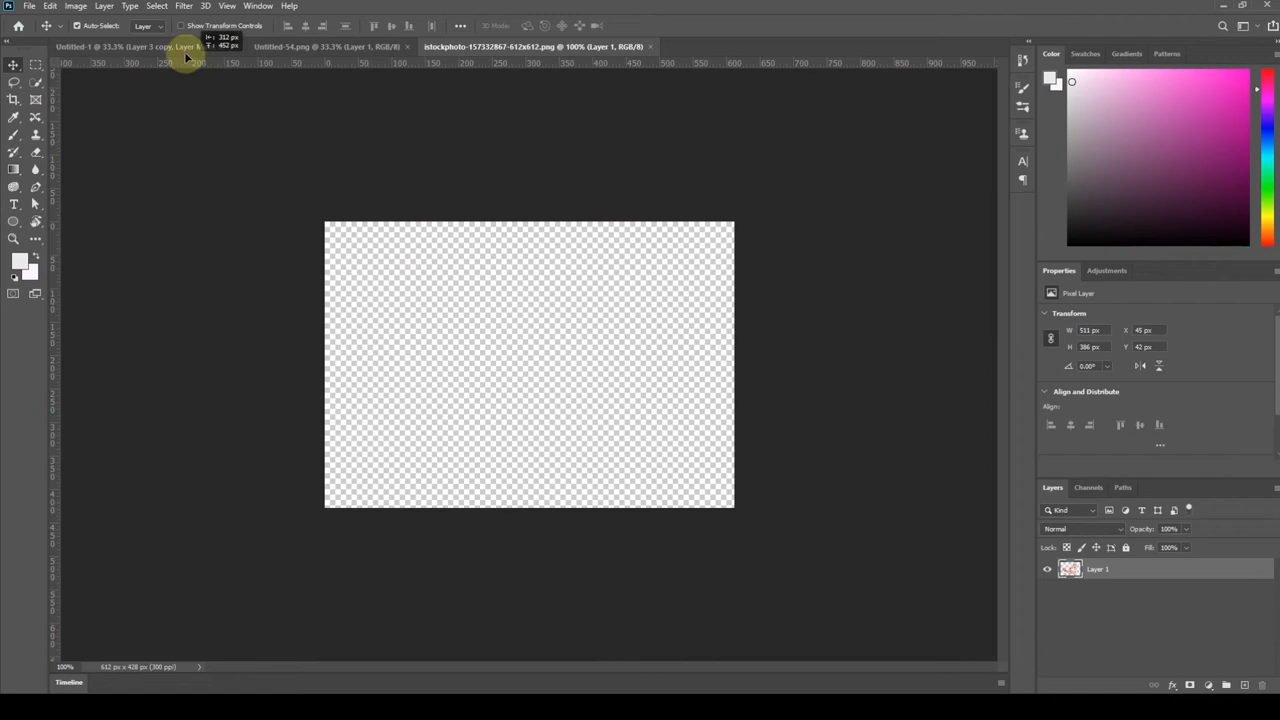 File Edit Image Layer Type Select Filter 3D View Window Help
Auto-Select: Layer Show Transform Controls 3D Mode:
312 px
452 px
Untitled-1 @ 33.3% (Layer 3 copy, Layer M
Untitled-54.png @ 33.3% (Layer 1, RGB/8)
istockphoto-157332867-612x612.png @ 100% (Layer 1, RGB/8)
Color Swatches Gradients Patterns
Properties Adjustments
Pixel Layer
Transform
W 511 px X 45 px
H 386 px Y 42 px
0.00°
Align and Distribute
Align:
Layers Channels Paths
Kind
Normal Opacity: 100%
Lock: Fill: 100%
Layer 1
100% 612 px x 428 px (300 ppi)
Timeline